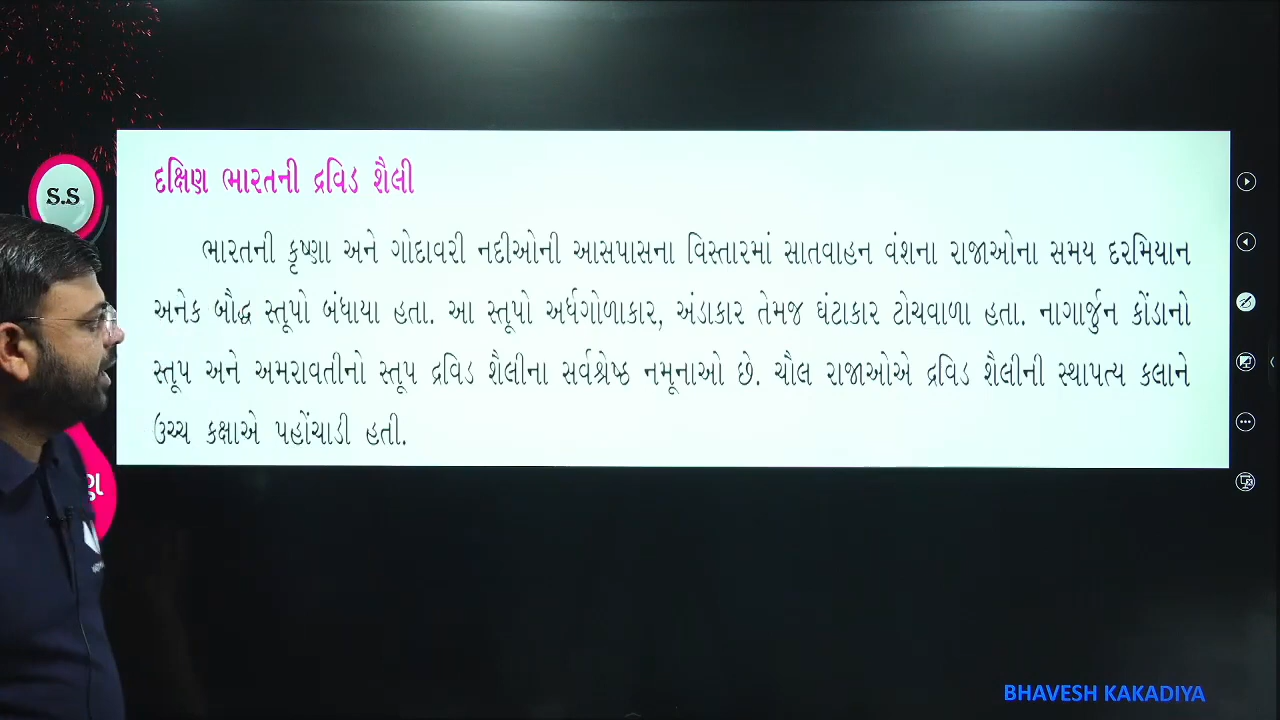 S.S
દક્ષિણ ભારતની દ્રવિડ શૈલી
ભારતની કૃષ્ણા અને ગોદાવરી નદીઓની આસપાસના વિસ્તારમાં સાતવાહન વંશના રાજાઓના સમય દરમિયાન
અનેક બૌદ્ધ સ્તૂપો બંધાયા હતા. આ સ્તૂપો અર્ધગોળાકાર, અંડાકાર તેમજ ઘંટાકાર ટોચવાળા હતા. નાગાર્જુન કોંડાનો
સ્તૂપ અને અમરાવતીનો સ્તૂપ દ્રવિડ શૈલીના સર્વશ્રેષ્ઠ નમૂનાઓ છે. ચૌલ રાજાઓએ દ્રવિડ શૈલીની સ્થાપત્ય કલાને
ઉચ્ચ કક્ષાએ પહોંચાડી હતી.
BHAVESH KAKADIYA